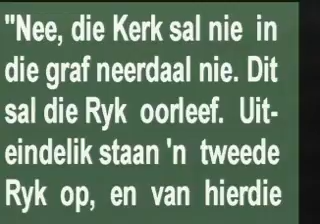 "Nee, die Kerk sal nie in
die graf neerdaal nie. Dit
sal die Ryk oorleef. Uit-
eindelik staan 'n tweede
Ryk op, en van hierdie